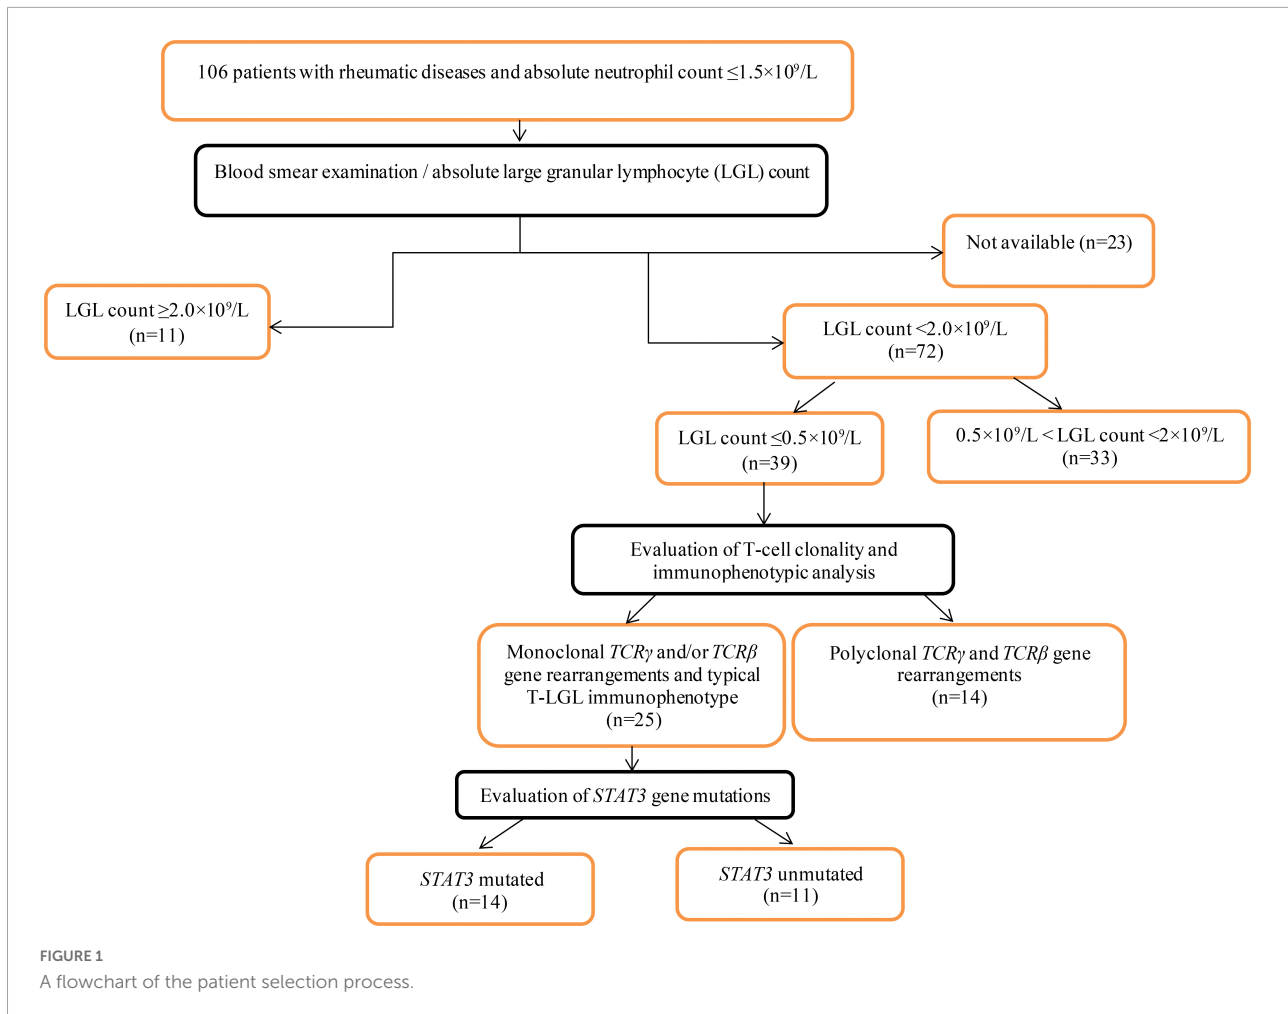 106 patients with rheumatic diseases and absolute neutrophil count ≤1.5×10⁹/L
Blood smear examination / absolute large granular lymphocyte (LGL) count
Not available (n=23)
LGL count ≥2.0×10⁹/L
(n=11)
LGL count <2.0×10⁹/L
(n=72)
LGL count ≤0.5×10⁹/L
(n=39)
0.5×10⁹/L < LGL count <2×10⁹/L
(n=33)
Evaluation of T-cell clonality and
immunophenotypic analysis
Monoclonal TCRγ and/or TCRβ
gene rearrangements and typical
T-LGL immunophenotype
(n=25)
Polyclonal TCRγ and TCRβ gene
rearrangements
(n=14)
Evaluation of STAT3 gene mutations
STAT3 mutated
(n=14)
STAT3 unmutated
(n=11)
FIGURE 1
A flowchart of the patient selection process.